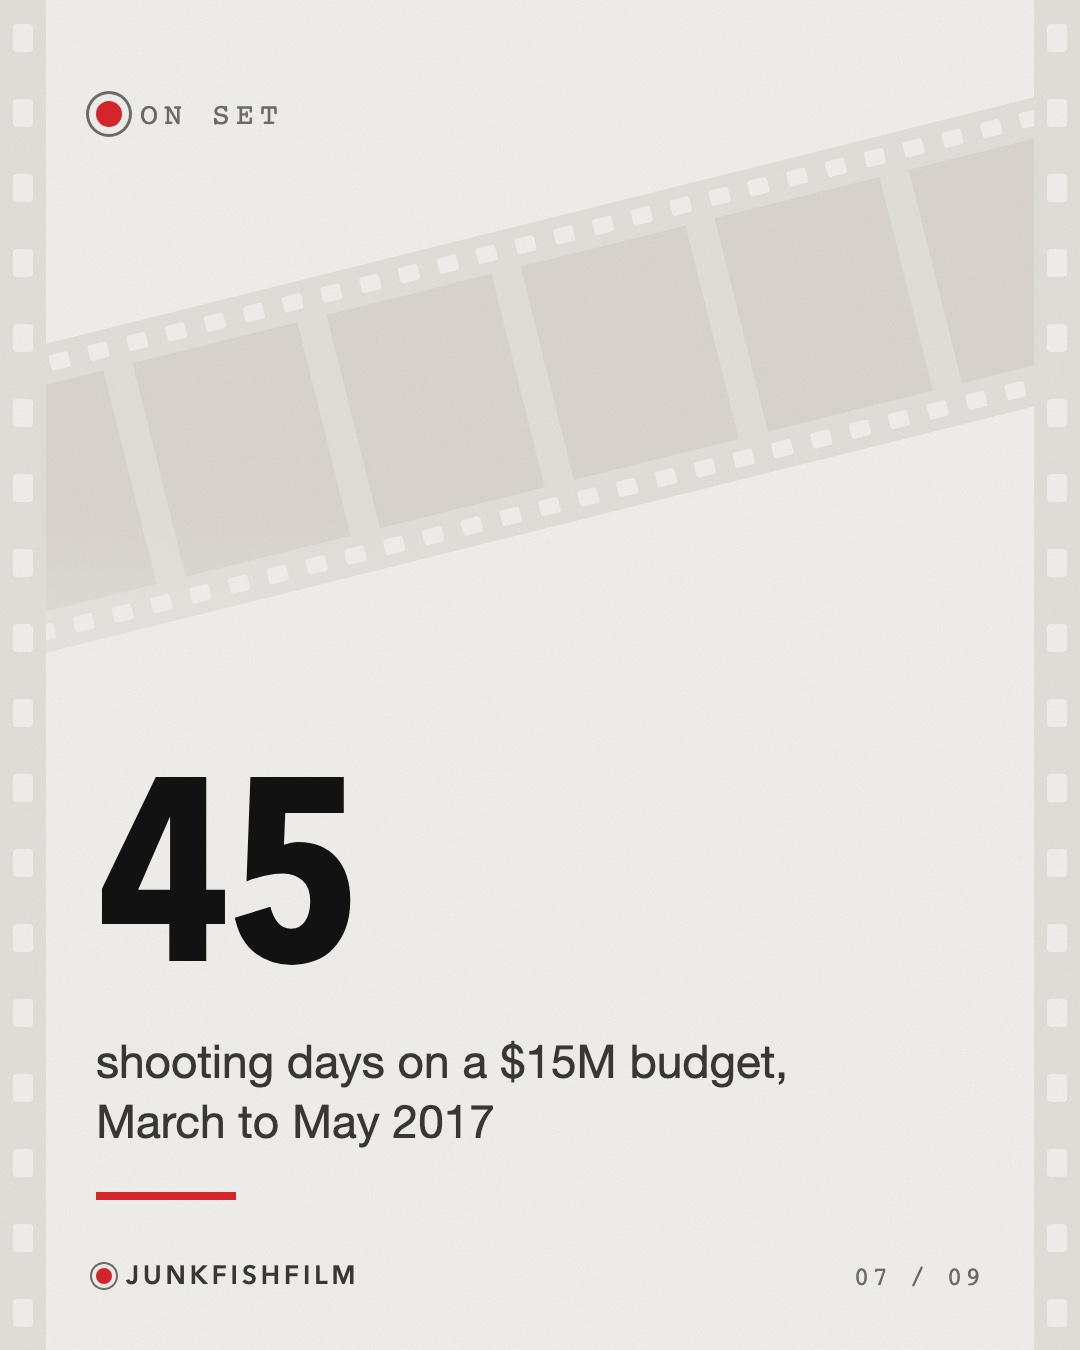 ON SET
45
shooting days on a $15M budget,
March to May 2017
JUNKFISHFILM
07 / 09